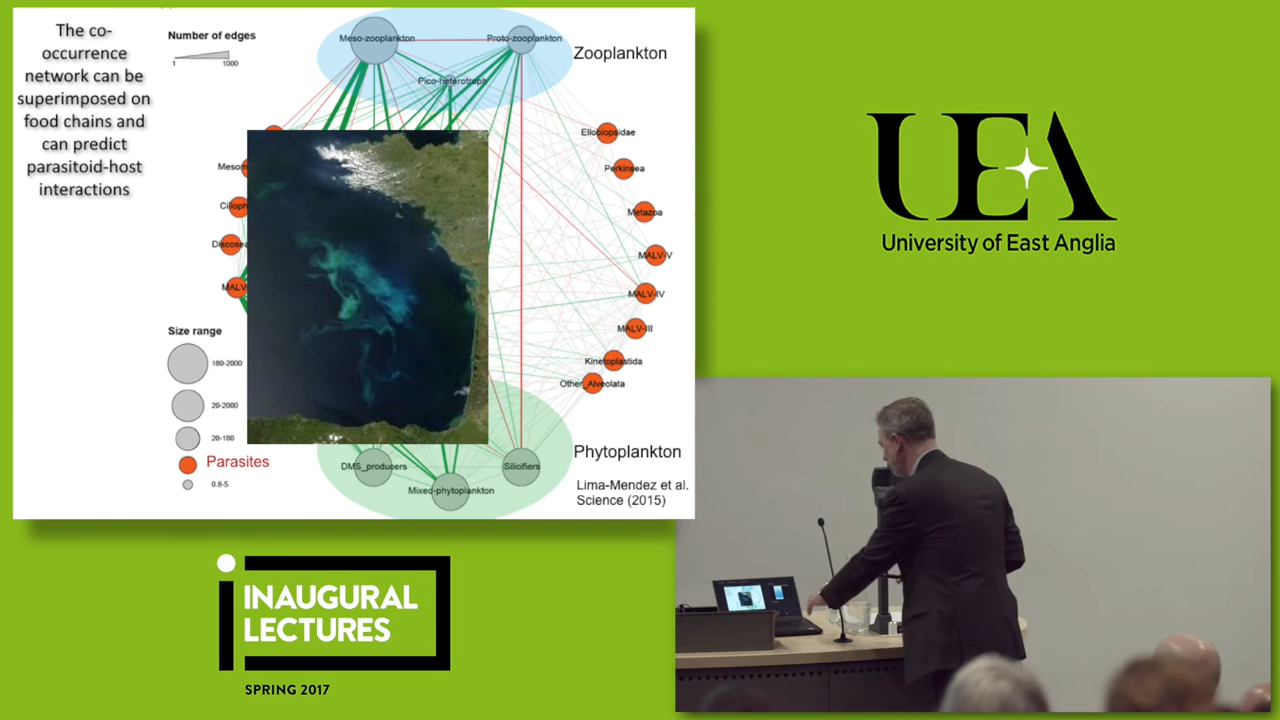 The co-
occurrence
network can be
superimposed on
food chains and
can predict
parasitoid-host
interactions
Number of edges
1
1000
Meso-zooplankton
Proto-zooplankton
Pico-heterotroph
Zooplankton
Ellobiopsidae
Perkinsea
Metazoa
MALV-V
MALV-IV
MALV-III
Kinetoplastida
Other_Alveolata
Mesom
Cilioph
Discosea
MALV
Size range
180-2000
20-2000
20-180
Parasites
0.8-5
DMS_producers
Mixed-phytoplankton
Silicifiers
Phytoplankton
Lima-Mendez et al.
Science (2015)
UEA
University of East Anglia
INAUGURAL
LECTURES
SPRING 2017